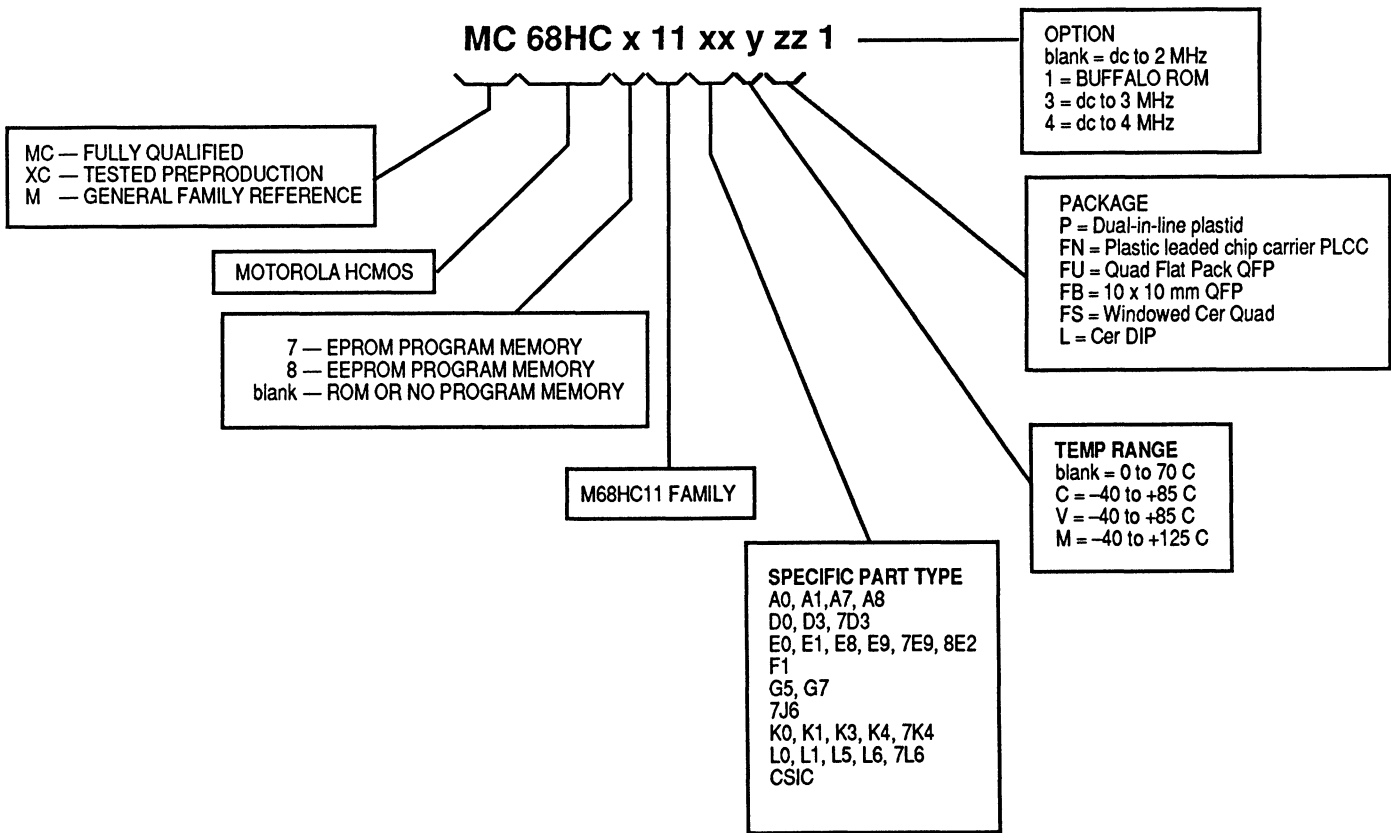 MC 68HC x 11 xx y zz 1
OPTION
blank = dc to 2 MHz
1 = BUFFALO ROM
3 = dc to 3 MHz
4 = dc to 4 MHz
MC — FULLY QUALIFIED
XC — TESTED PREPRODUCTION
M — GENERAL FAMILY REFERENCE
PACKAGE
P = Dual-in-line plastid
FN = Plastic leaded chip carrier PLCC
FU = Quad Flat Pack QFP
FB = 10 x 10 mm QFP
FS = Windowed Cer Quad
L = Cer DIP
MOTOROLA HCMOS
7 — EPROM PROGRAM MEMORY
8 — EEPROM PROGRAM MEMORY
blank — ROM OR NO PROGRAM MEMORY
TEMP RANGE
blank = 0 to 70 C
C = –40 to +85 C
V = –40 to +85 C
M = –40 to +125 C
M68HC11 FAMILY
SPECIFIC PART TYPE
A0, A1,A7, A8
D0, D3, 7D3
E0, E1, E8, E9, 7E9, 8E2
F1
G5, G7
7J6
K0, K1, K3, K4, 7K4
L0, L1, L5, L6, 7L6
CSIC